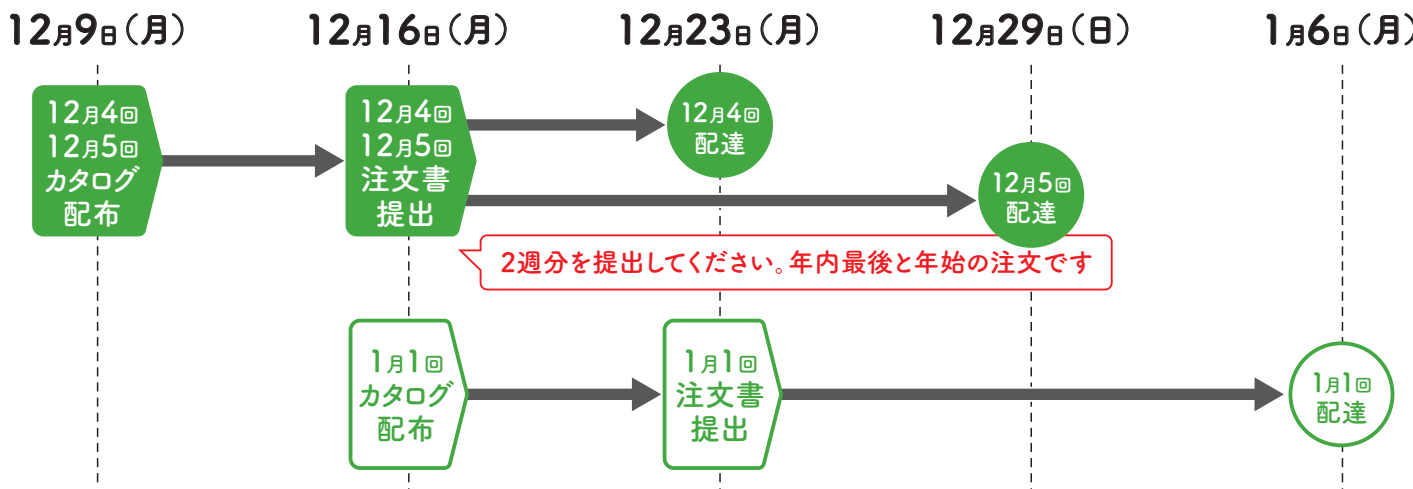 12月9日(月)
12月16日(月)
12月23日(月)
12月29日(日)
1月6日(月)
12月4回
12月5回
カタログ
配布
12月4回
12月5回
注文書
提出
12月4回
配達
12月5回
配達
2週分を提出してください。年内最後と年始の注文です
1月1回
カタログ
配布
1月1回
注文書
提出
1月1回
配達